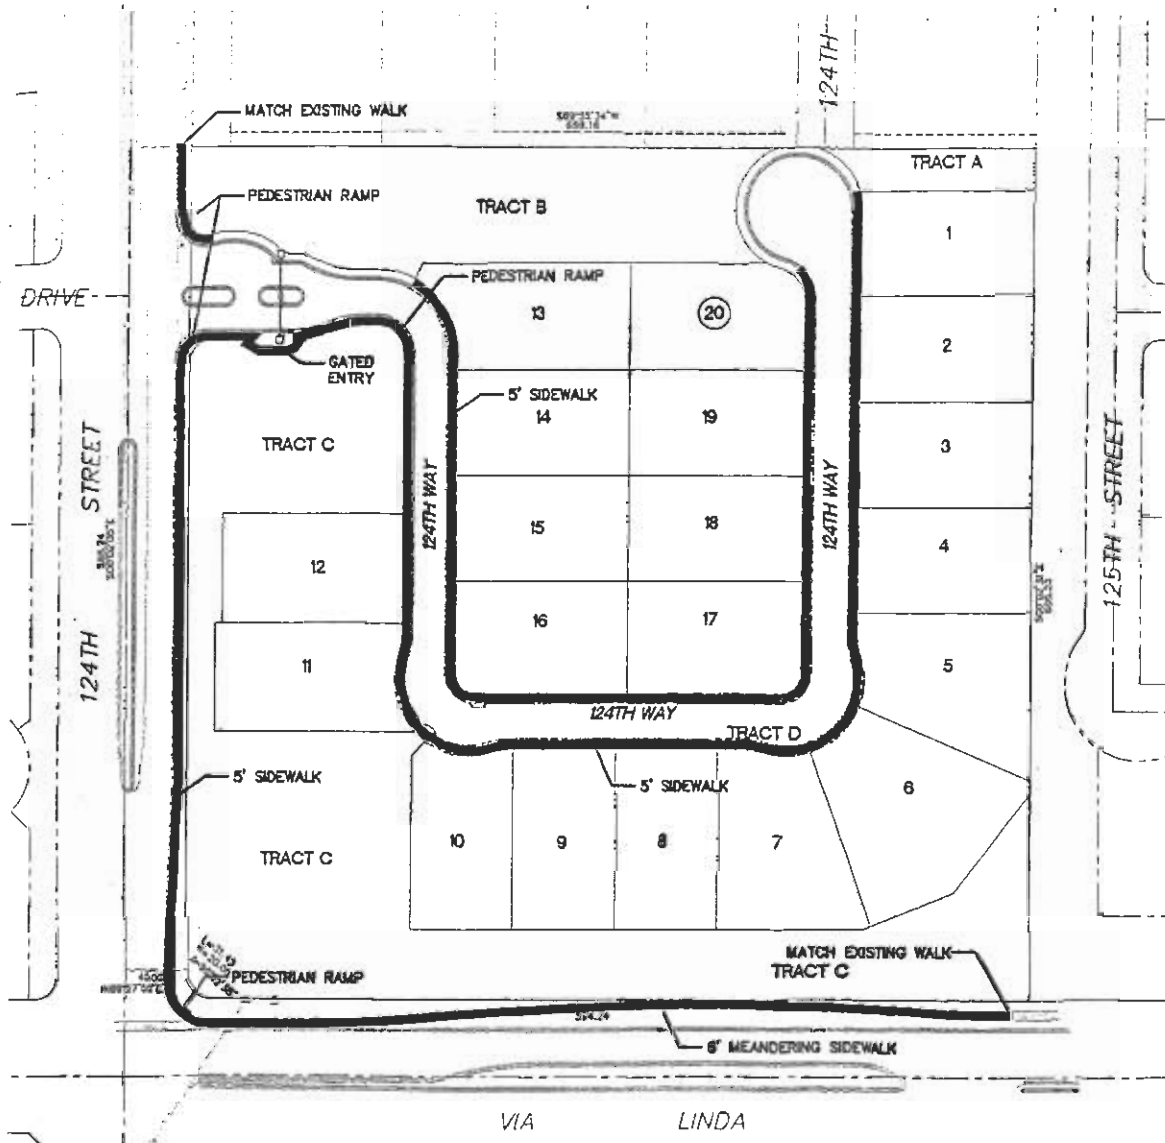 124TH
MATCH EXISTING WALK
TRACT A
PEDESTRIAN RAMP
TRACT B
1
PEDESTRIAN RAMP
DRIVE
13
20
2
GATED
ENTRY
5' SIDEWALK
14
19
TRACT C
3
124TH STREET
124TH WAY
124TH WAY
125TH STREET
15
18
4
12
16
17
11
5
124TH WAY
TRACT D
5' SIDEWALK
5' SIDEWALK
6
10
9
8
7
TRACT C
MATCH EXISTING WALK
TRACT C
PEDESTRIAN RAMP
594.24
6' MEANDERING SIDEWALK
VIA LINDA